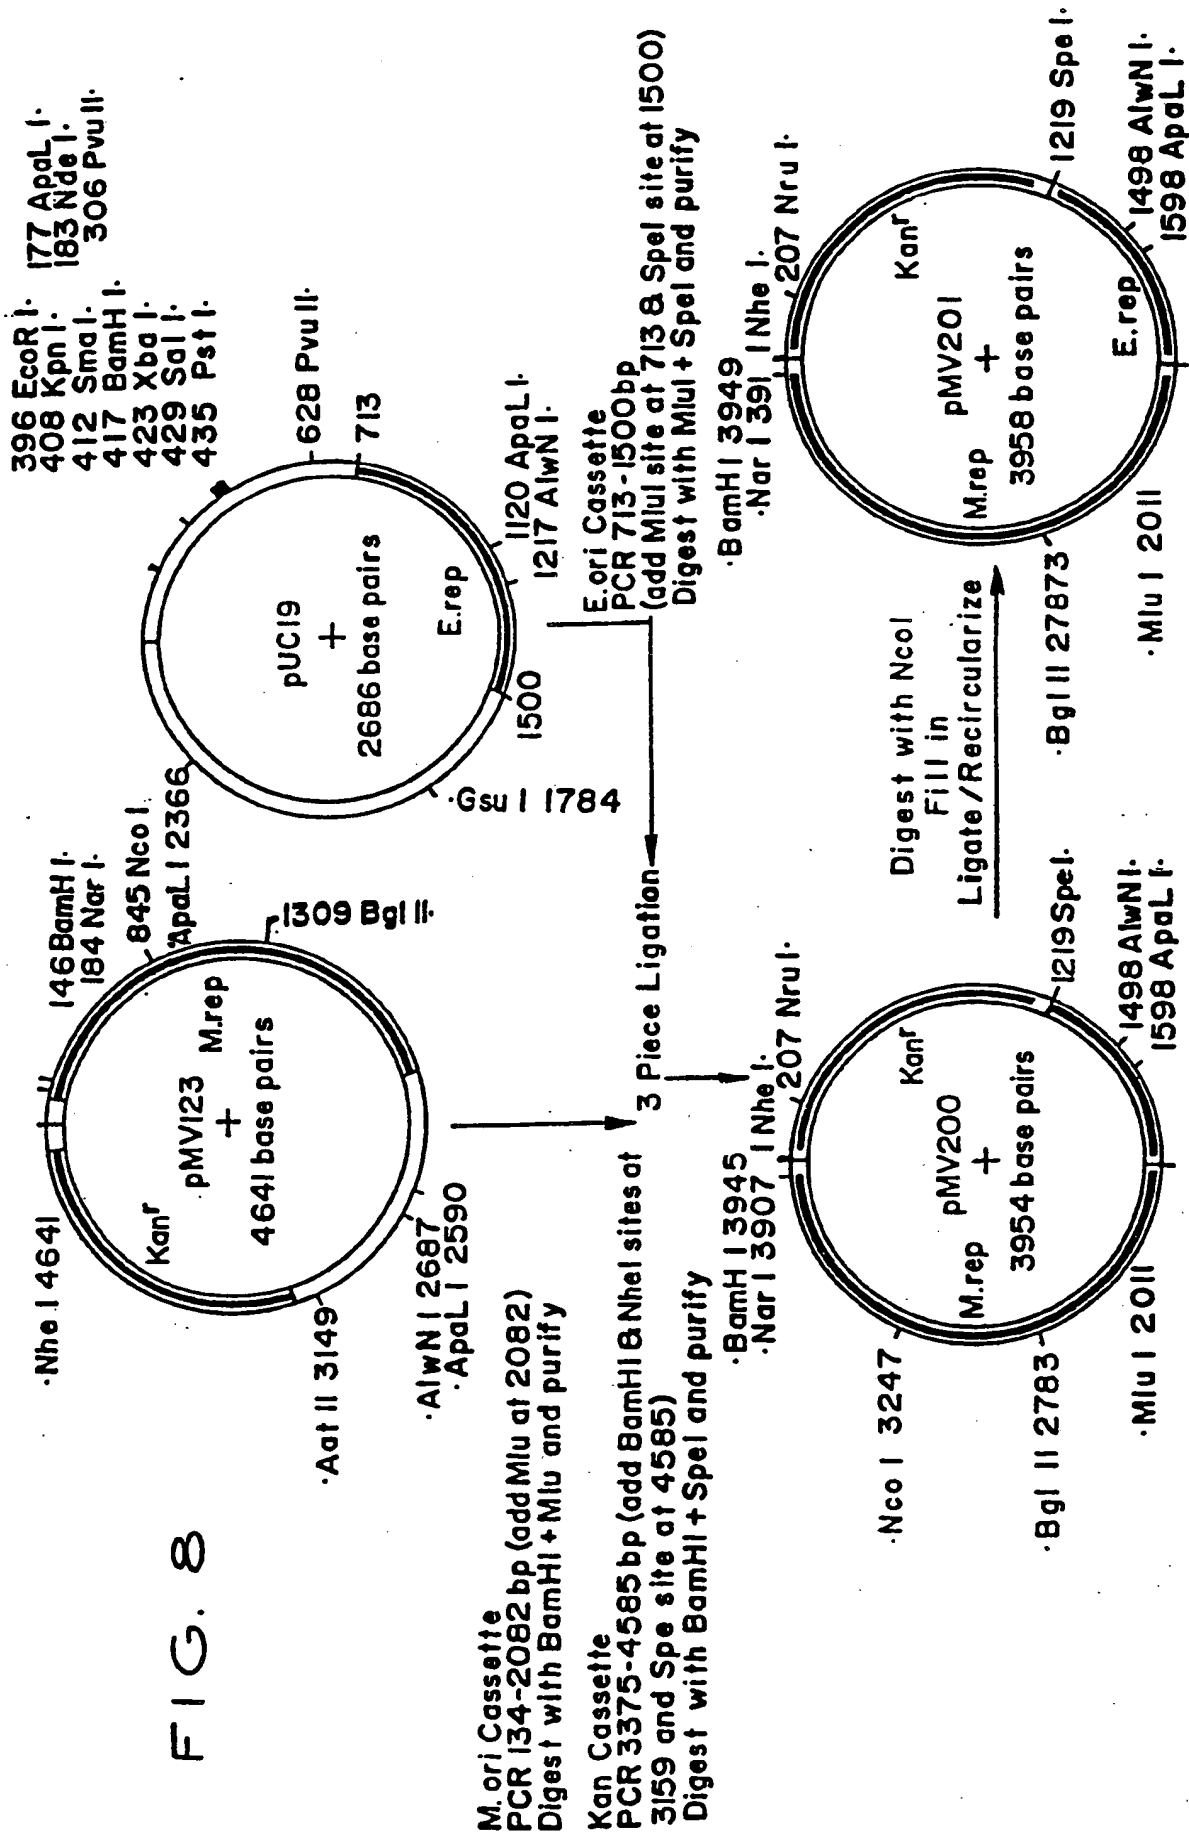 FIG. 8
·Nhe I 4641
146 BamH I·
184 Nar I·
845 Nco I·
1309 Bgl II·
Kanʳ
M.rep
pMV123
+
4641 base pairs
·Aat II 3149
·AlwN I 2687
·ApaL I 2590
396 EcoR I·
408 Kpn I·
412 Sma I·
417 BamH I·
423 Xba I·
429 Sal I·
435 Pst I·
177 ApaL I·
183 Nde I·
306 Pvu II·
628 Pvu II·
713
1120 ApaL I·
1217 AlwN I·
ApaL I 2366
pUC19
+
2686 base pairs
E.rep
1500
·Gsu I 1784
M. ori Cassette
PCR 134-2082 bp (add Mlu at 2082)
Digest with BamHI + Mlu and purify
Kan Cassette
PCR 3375-4585 bp (add BamHI & NheI sites at
3159 and Spe site at 4585)
Digest with BamHI + SpeI and purify
3 Piece Ligation
E.ori Cassette
PCR 713-1500bp
(add MluI site at 713 & SpeI site at 1500)
Digest with MluI + SpeI and purify
·BamH I 3945
·Nar I 3907
1 Nhe I·
207 Nru I·
·Nco I 3247
Kanʳ
M.rep
pMV200
+
3954 base pairs
1219 Spe I·
·Bgl II 2783
1498 AlwN I·
1598 ApaL I·
·Mlu I 2011
Digest with NcoI
Fill in
Ligate/Recircularize
·BamH I 3949
·Nar I 391
1 Nhe I·
207 Nru I·
Kanʳ
M.rep
pMV201
+
3958 base pairs
E.rep
1219 Spe I·
·Bgl II 27873
1498 AlwN I·
1598 ApaL I·
·Mlu I 2011